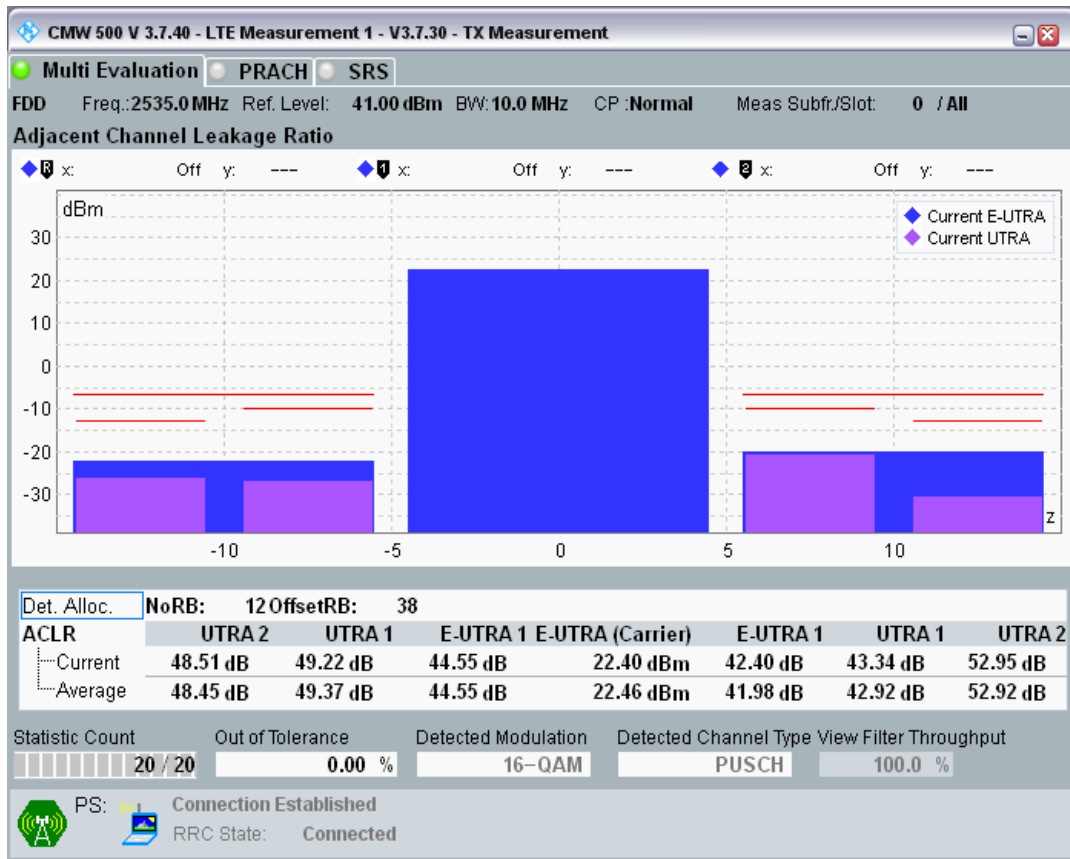 CMW 500 V 3.7.40 - LTE Measurement 1 - V3.7.30 - TX Measurement
Multi Evaluation PRACH SRS
FDD Freq.:2535.0 MHz Ref. Level: 41.00 dBm BW:10.0 MHz CP :Normal Meas Subfr./Slot: 0 / All
Adjacent Channel Leakage Ratio
R x: Off y: --- 1 x: Off y: --- 2 x: Off y: ---
dBm
Current E-UTRA
Current UTRA
30
20
10
0
-10
-20
-30
z
-10 -5 0 5 10
Det. Alloc. NoRB: 12 OffsetRB: 38
ACLR UTRA 2 UTRA 1 E-UTRA 1 E-UTRA (Carrier) E-UTRA 1 UTRA 1 UTRA 2
Current 48.51 dB 49.22 dB 44.55 dB 22.40 dBm 42.40 dB 43.34 dB 52.95 dB
Average 48.45 dB 49.37 dB 44.55 dB 22.46 dBm 41.98 dB 42.92 dB 52.92 dB
Statistic Count Out of Tolerance Detected Modulation Detected Channel Type View Filter Throughput
20 / 20 0.00 % 16-QAM PUSCH 100.0 %
PS: Connection Established
RRC State: Connected